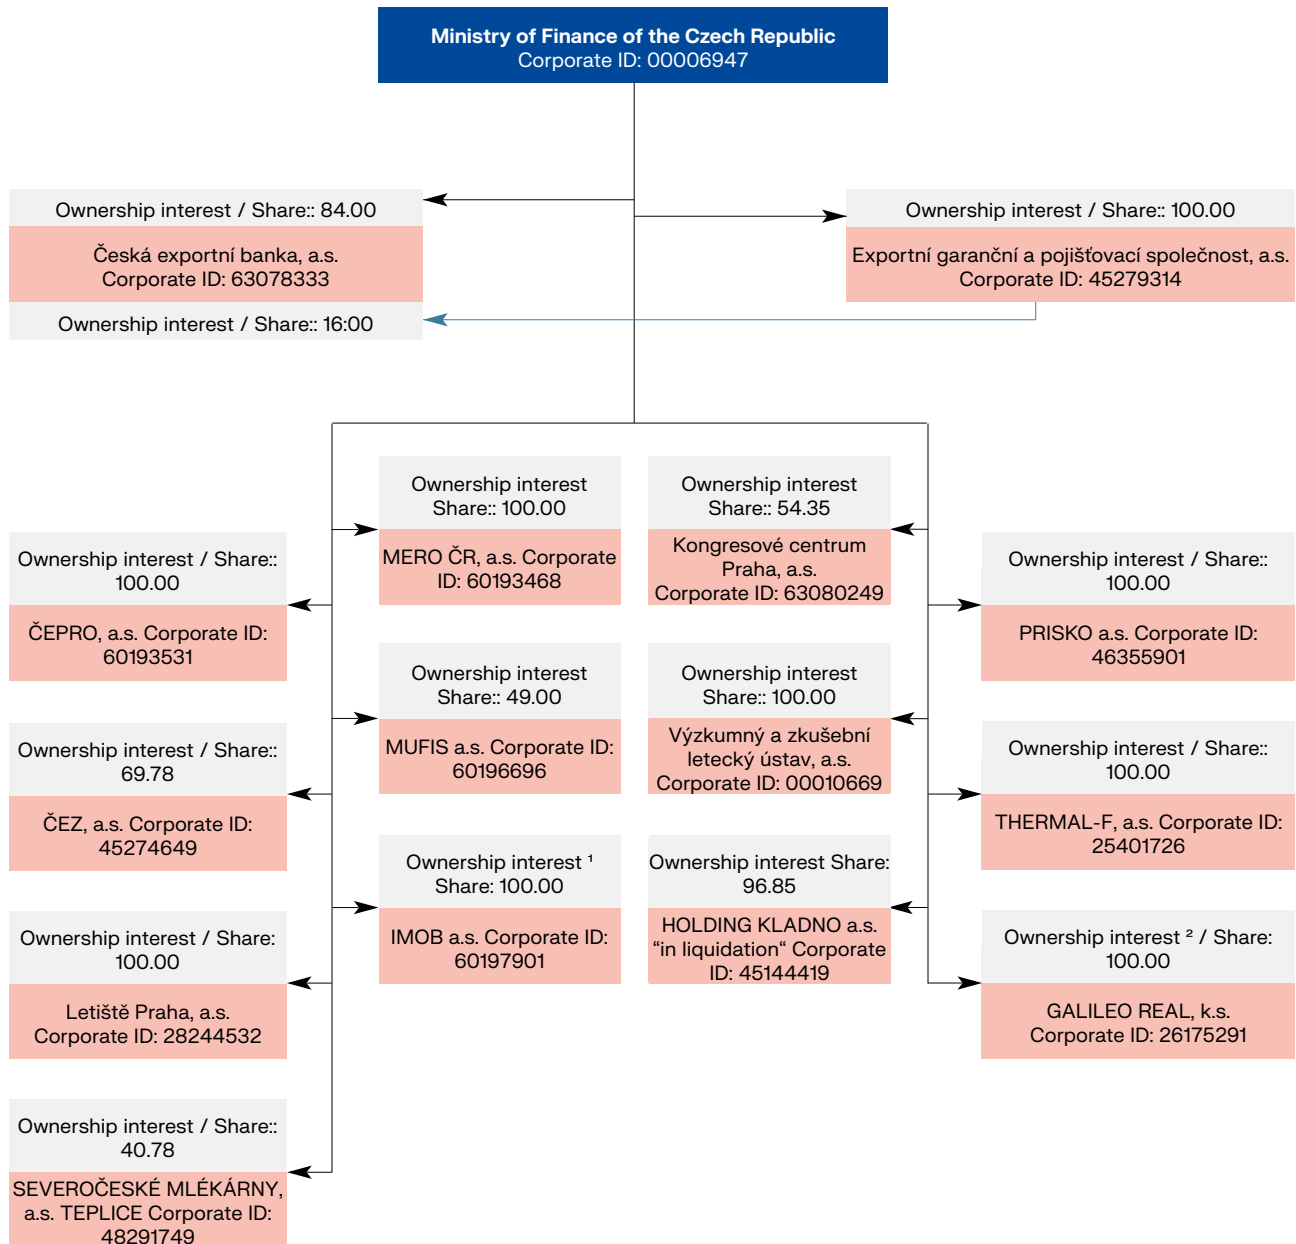 Ministry of Finance of the Czech Republic
Corporate ID: 00006947
Ownership interest / Share:: 84.00
Česká exportní banka, a.s.
Corporate ID: 63078333
Ownership interest / Share:: 16:00
Ownership interest / Share:: 100.00
Exportní garanční a pojišťovací společnost, a.s.
Corporate ID: 45279314
Ownership interest / Share::
100.00
ČEPRO, a.s. Corporate ID:
60193531
Ownership interest / Share::
69.78
ČEZ, a.s. Corporate ID:
45274649
Ownership interest / Share:
100.00
Letiště Praha, a.s.
Corporate ID: 28244532
Ownership interest / Share::
40.78
SEVEROČESKÉ MLÉKÁRNY,
a.s. TEPLICE Corporate ID:
48291749
Ownership interest
Share:: 100.00
MERO ČR, a.s. Corporate
ID: 60193468
Ownership interest
Share:: 49.00
MUFIS a.s. Corporate ID:
60196696
Ownership interest ¹
Share: 100.00
IMOB a.s. Corporate ID:
60197901
Ownership interest
Share:: 54.35
Kongresové centrum
Praha, a.s.
Corporate ID: 63080249
Ownership interest
Share:: 100.00
Výzkumný a zkušební
letecký ústav, a.s.
Corporate ID: 00010669
Ownership interest Share:
96.85
HOLDING KLADNO a.s.
“in liquidation“ Corporate
ID: 45144419
Ownership interest / Share::
100.00
PRISKO a.s. Corporate ID:
46355901
Ownership interest / Share::
100.00
THERMAL-F, a.s. Corporate ID:
25401726
Ownership interest ² / Share:
100.00
GALILEO REAL, k.s.
Corporate ID: 26175291